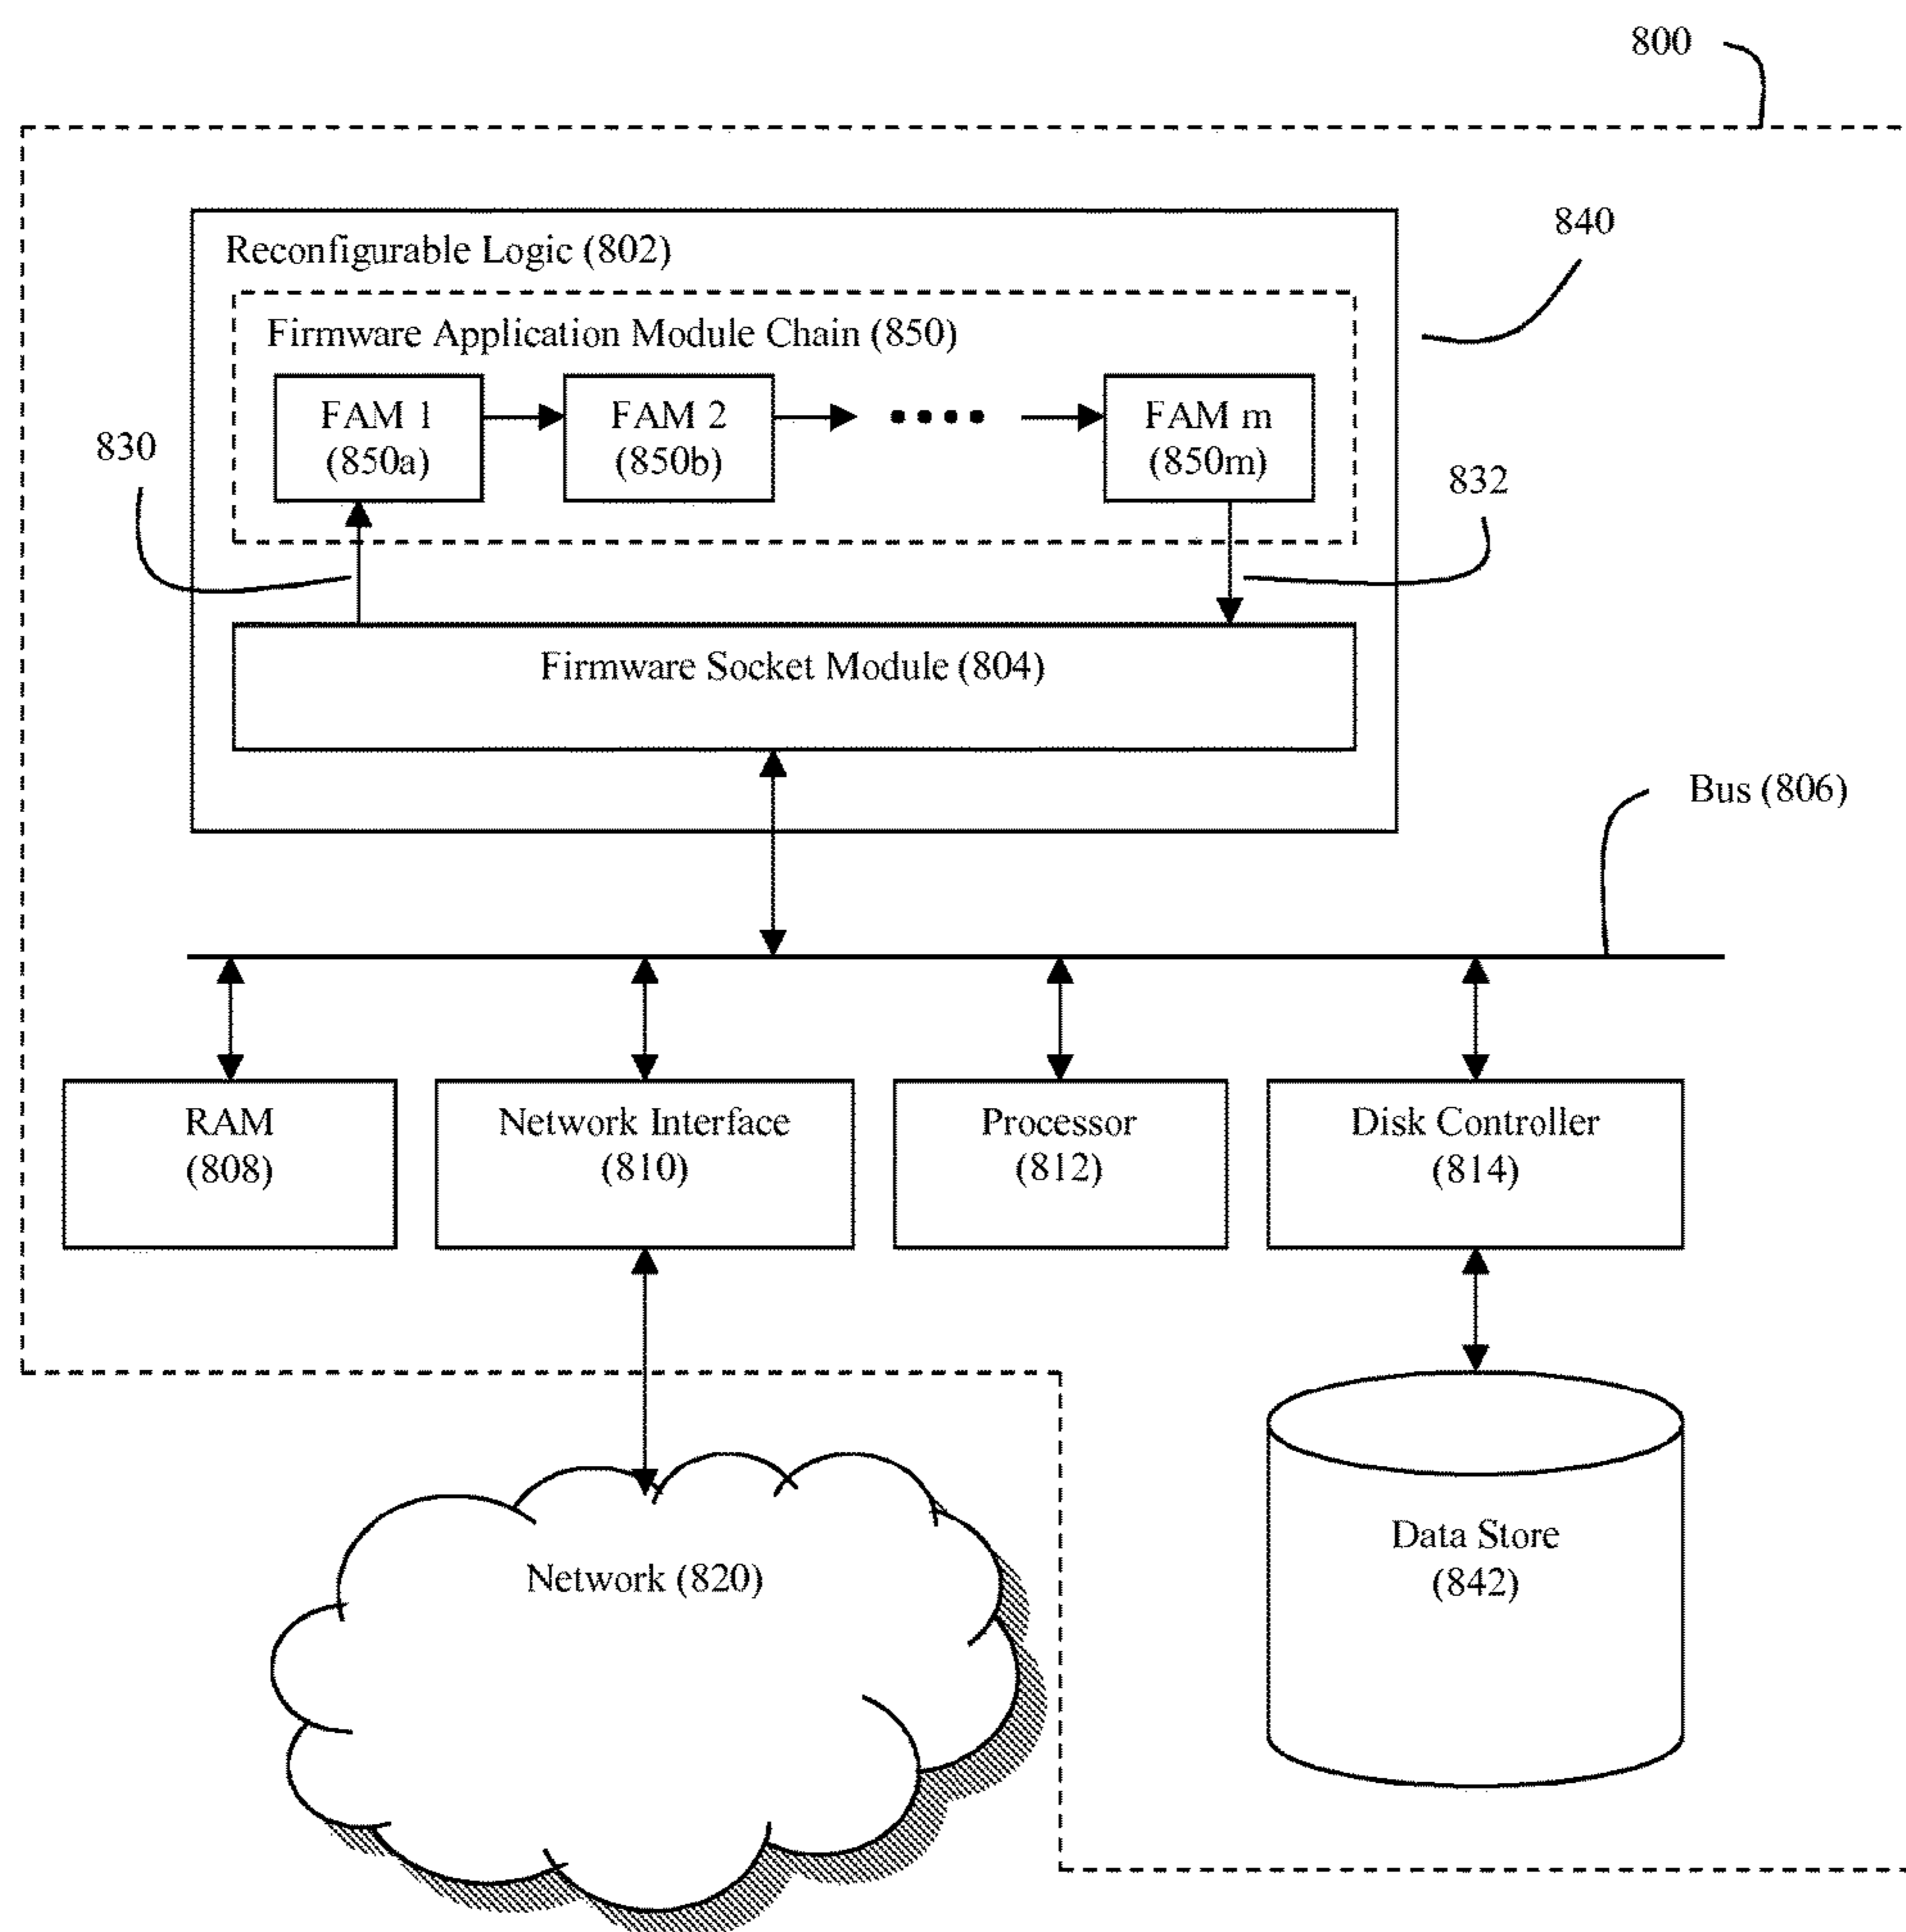 800
840
Reconfigurable Logic (802)
Firmware Application Module Chain (850)
FAM 1
(850a)
FAM 2
(850b)
FAM m
(850m)
830
832
Firmware Socket Module (804)
Bus (806)
RAM
(808)
Network Interface
(810)
Processor
(812)
Disk Controller
(814)
Network (820)
Data Store
(842)